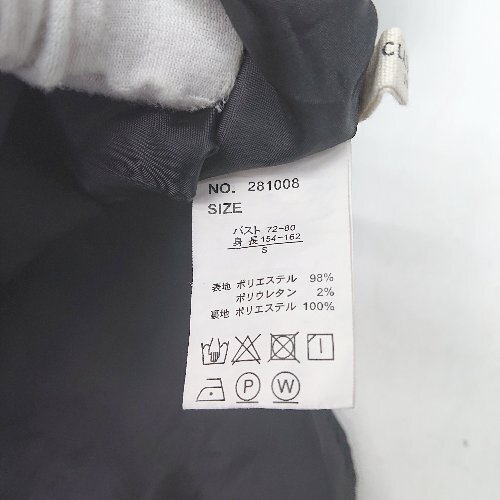 CL
NO. 281008
SIZE
バスト 72-80
身 長 154-162
S
表地 ポリエステル 98%
ポリウレタン 2%
裏地 ポリエステル 100%
P W